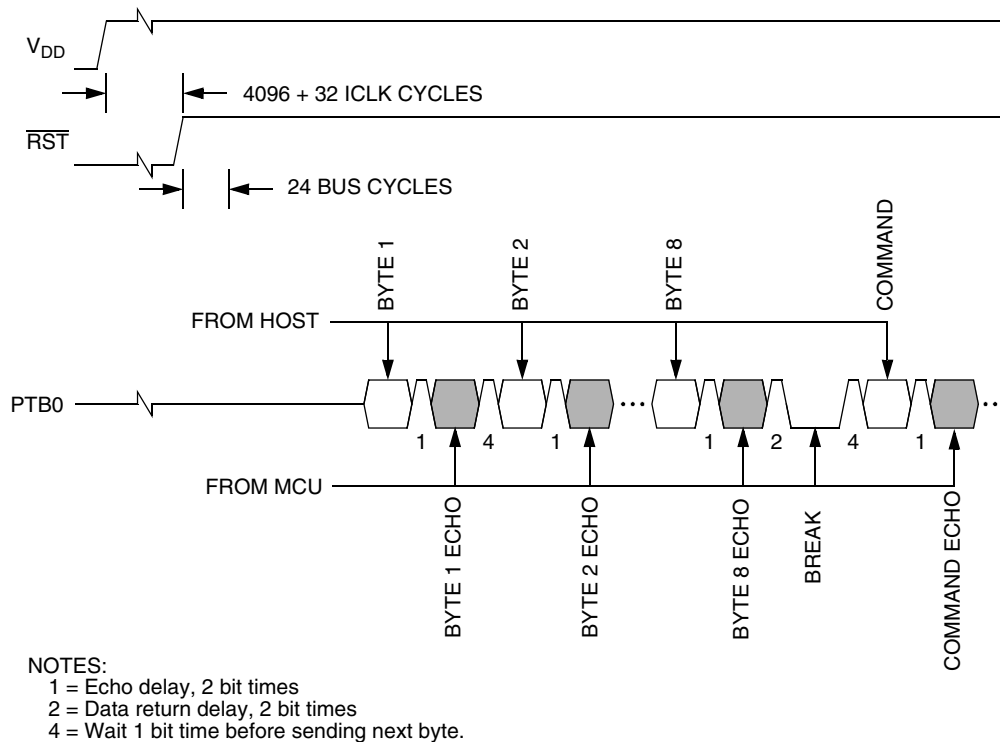 VDD
4096 + 32 ICLK CYCLES
RST
24 BUS CYCLES
BYTE 1
BYTE 2
BYTE 8
COMMAND
FROM HOST
PTB0
1
4
1
...
1
2
4
1
...
FROM MCU
BYTE 1 ECHO
BYTE 2 ECHO
BYTE 8 ECHO
BREAK
COMMAND ECHO
NOTES:
1 = Echo delay, 2 bit times
2 = Data return delay, 2 bit times
4 = Wait 1 bit time before sending next byte.